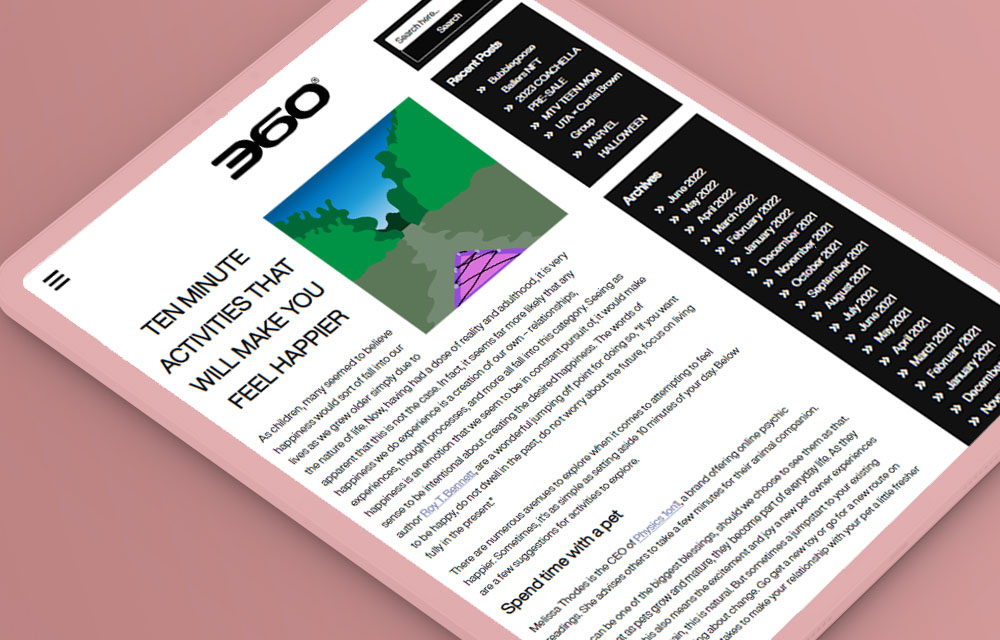 360®
TEN MINUTE
ACTIVITIES THAT
WILL MAKE YOU
FEEL HAPPIER
As children, many seemed to believe
happiness would sort of fall into our
lives as we grew older simply due to
the nature of life. Now, having had a dose of reality and adulthood, it is very
apparent that this is not the case. In fact, it seems far more likely that any
happiness we do experience is a creation of our own – relationships,
experiences, thought processes, and more all fall into this category. Seeing as
happiness is an emotion that we seem to be in constant pursuit of, it would make
sense to be intentional about creating the desired happiness. The words of
author Roy T. Bennett, are a wonderful jumping off point for doing so, "If you want
to be happy, do not dwell in the past, do not worry about the future, focus on living
fully in the present."
There are numerous avenues to explore when it comes to attempting to feel
happier. Sometimes, it's as simple as setting aside 10 minutes of your day. Below
are a few suggestions for activities to explore.
Spend time with a pet
Melissa Thodes is the CEO of Physics 1on1, a brand offering online psychic
readings. She advises others to take a few minutes for their animal companion.
can be one of the biggest blessings, should we choose to see them as that.
as pets grow and mature, they become part of everyday life. As they
this also means the excitement and joy a new pet owner experiences
this is natural. But sometimes a jumpstart to your existing
about change. Go get a new toy or go for a new route on
takes to make your relationship with your pet a little fresher
Search here...
Search
Recent Posts
» Bubblegoose
Ballers NFT
» 2023 COACHELLA
PRE-SALE
» MTV TEEN MOM
» UTA + Curtis Brown
Group
» MARVEL
HALLOWEEN
Archives
» June 2022
» May 2022
» April 2022
» March 2022
» February 2022
» January 2022
» December 2021
» November 2021
» October 2021
» September 2021
» August 2021
» July 2021
» June 2021
» May 2021
» April 2021
» March 2021
» February 2021
» January 2021